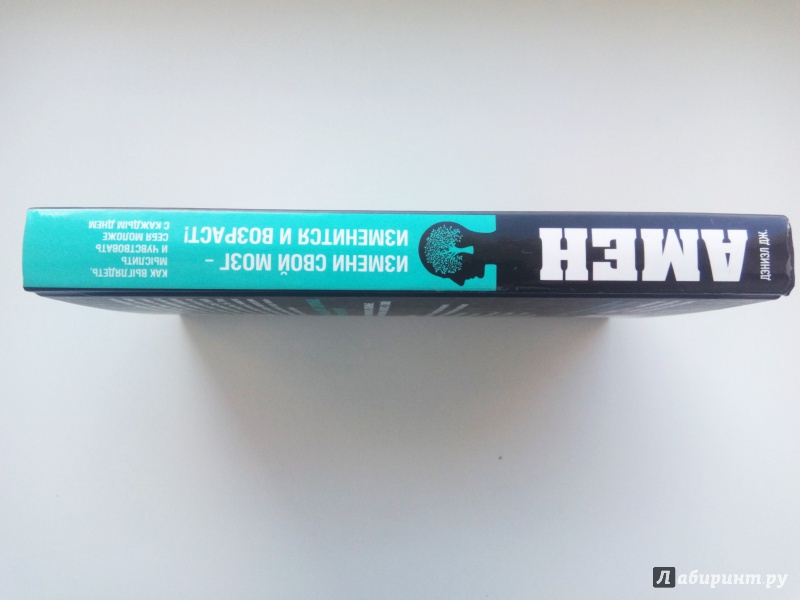 ДЭНИЭЛ ДЖ.
АМЕН
ИЗМЕНИ СВОЙ МОЗГ –
ИЗМЕНИТСЯ И ВОЗРАСТ!
КАК ВЫГЛЯДЕТЬ,
МЫСЛИТЬ
И ЧУВСТВОВАТЬ
СЕБЯ МОЛОЖЕ
С КАЖДЫМ ДНЕМ
Лабиринт.ру